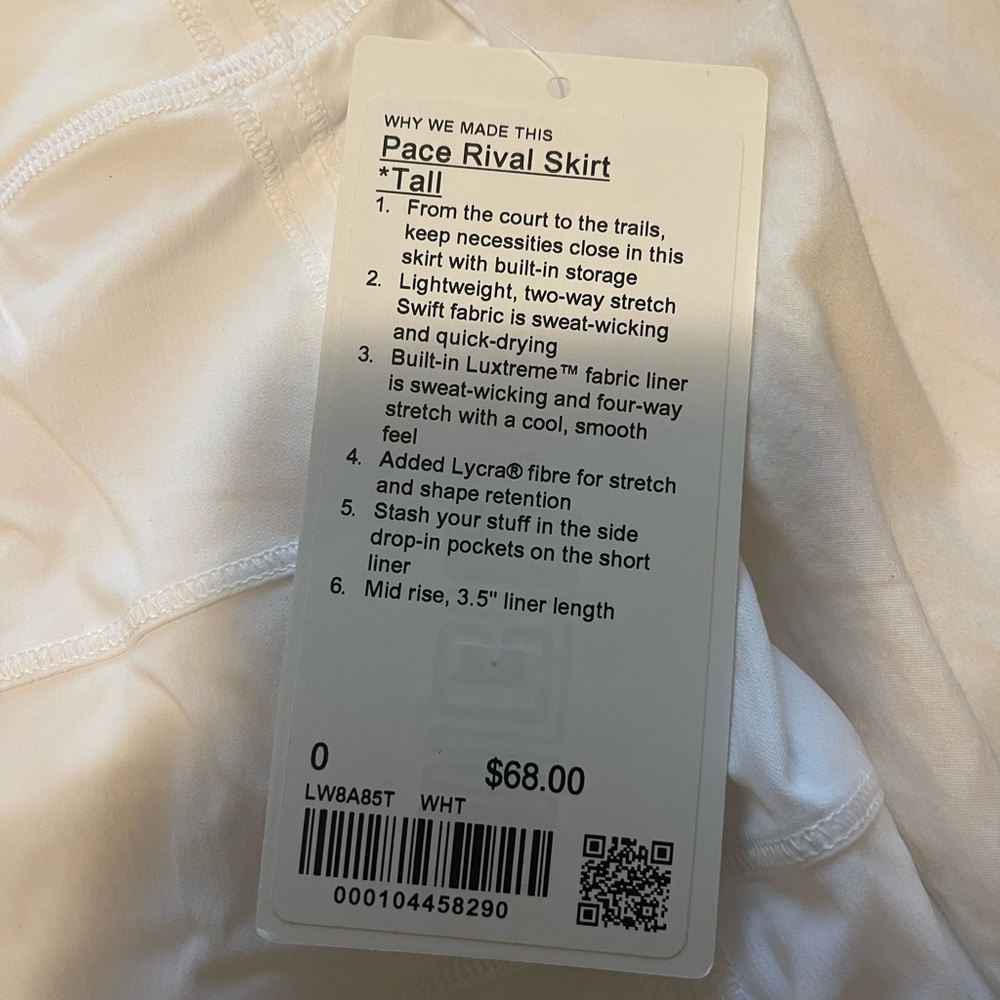 WHY WE MADE THIS
Pace Rival Skirt
*Tall
1. From the court to the trails,
keep necessities close in this
skirt with built-in storage
2. Lightweight, two-way stretch
Swift fabric is sweat-wicking
and quick-drying
3. Built-in Luxtreme™ fabric liner
is sweat-wicking and four-way
stretch with a cool, smooth
feel
4. Added Lycra® fibre for stretch
and shape retention
5. Stash your stuff in the side
drop-in pockets on the short
liner
6. Mid rise, 3.5" liner length
0 $68.00
LW8A85T WHT
000104458290